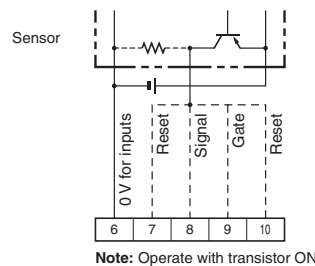 Sensor
0 V for inputs
Reset
Signal
Gate
Reset
6 7 8 9 10
Note: Operate with transistor ON